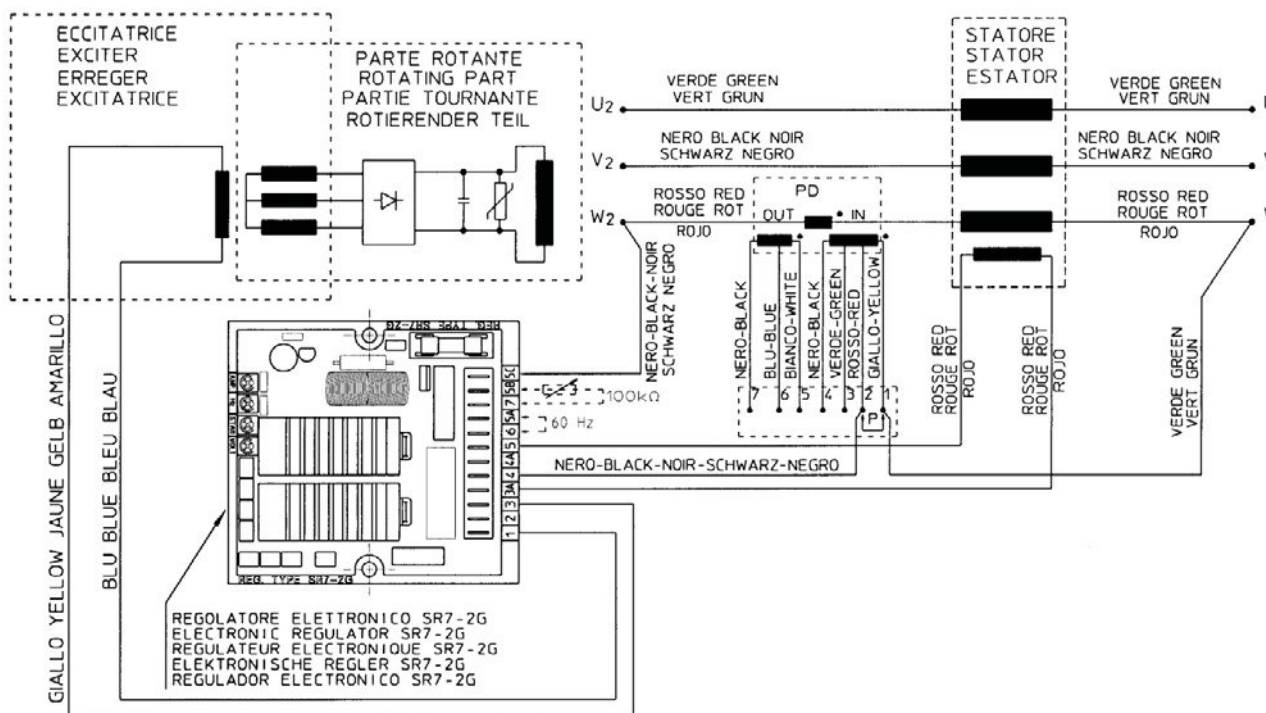 ECCITATRICE
EXCITER
ERREGER
EXCITATRICE
PARTE ROTANTE
ROTATING PART
PARTIE TOURNANTE
ROTIERENDER TEIL
STATORE
STATOR
ESTATOR
U2
VERDE GREEN
VERT GRUN
VERDE GREEN
VERT GRUN
V2
NERO BLACK NOIR
SCHWARZ NEGRO
NERO BLACK NOIR
SCHWARZ NEGRO
W2
ROSSO RED
ROUGE ROT
ROJO
PD
OUT
IN
ROSSO RED
ROUGE ROT
ROJO
NERO-BLACK-NOIR
SCHWARZ NEGRO
NERO-BLACK
BLU-BLUE
BIANCO-WHITE
NERO-BLACK
VERDE-GREEN
ROSSO-RED
GIALLO-YELLOW
7 6 5 4 3 2 1
P
ROSSO RED
ROUGE ROT
ROJO
ROSSO RED
ROUGE ROT
ROJO
VERDE GREEN
VERT GRUN
GIALLO YELLOW JAUNE GELB AMARILLO
BLU BLUE BLEU BLAU
REG. TYPE SR7-2G
AMP
Hz
STAB
VOLT
5C
5B
7
5A
6
5
4A
4
3A
3
2
1
100kΩ
60 Hz
NERO-BLACK-NOIR-SCHWARZ-NEGRO
REG. TYPE SR7-2G
REGOLATORE ELETTRONICO SR7-2G
ELECTRONIC REGULATOR SR7-2G
REGULATEUR ELECTRONIQUE SR7-2G
ELEKTRONISCHE REGLER SR7-2G
REGULADOR ELECTRONICO SR7-2G